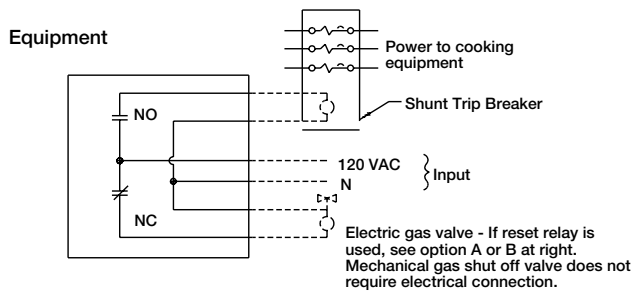 Equipment
Power to cooking
equipment
Shunt Trip Breaker
NO
120 VAC
N
Input
NC
Electric gas valve - If reset relay is
used, see option A or B at right.
Mechanical gas shut off valve does not
require electrical connection.